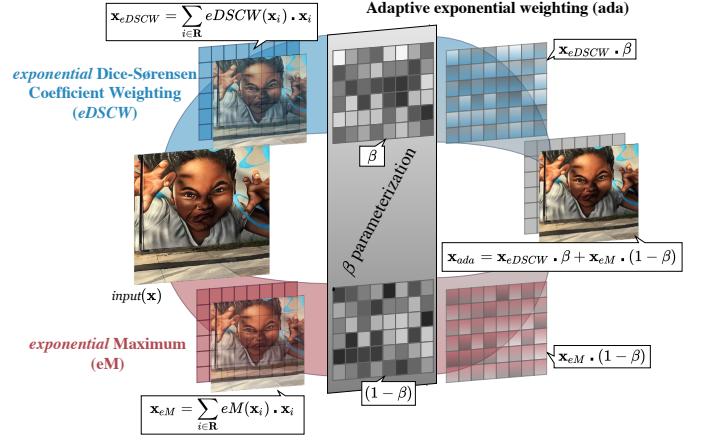 Adaptive exponential weighting (ada)
x_{eDSCW} = \sum_{i∈R} eDSCW(x_i) . x_i
exponential Dice-Sørensen
Coefficient Weighting
(eDSCW)
x_{eDSCW} . β
β
β parameterization
x_{ada} = x_{eDSCW} . β + x_{eM} . (1 − β)
input(x)
exponential Maximum
(eM)
x_{eM} . (1 − β)
(1 − β)
x_{eM} = \sum_{i∈R} eM(x_i) . x_i